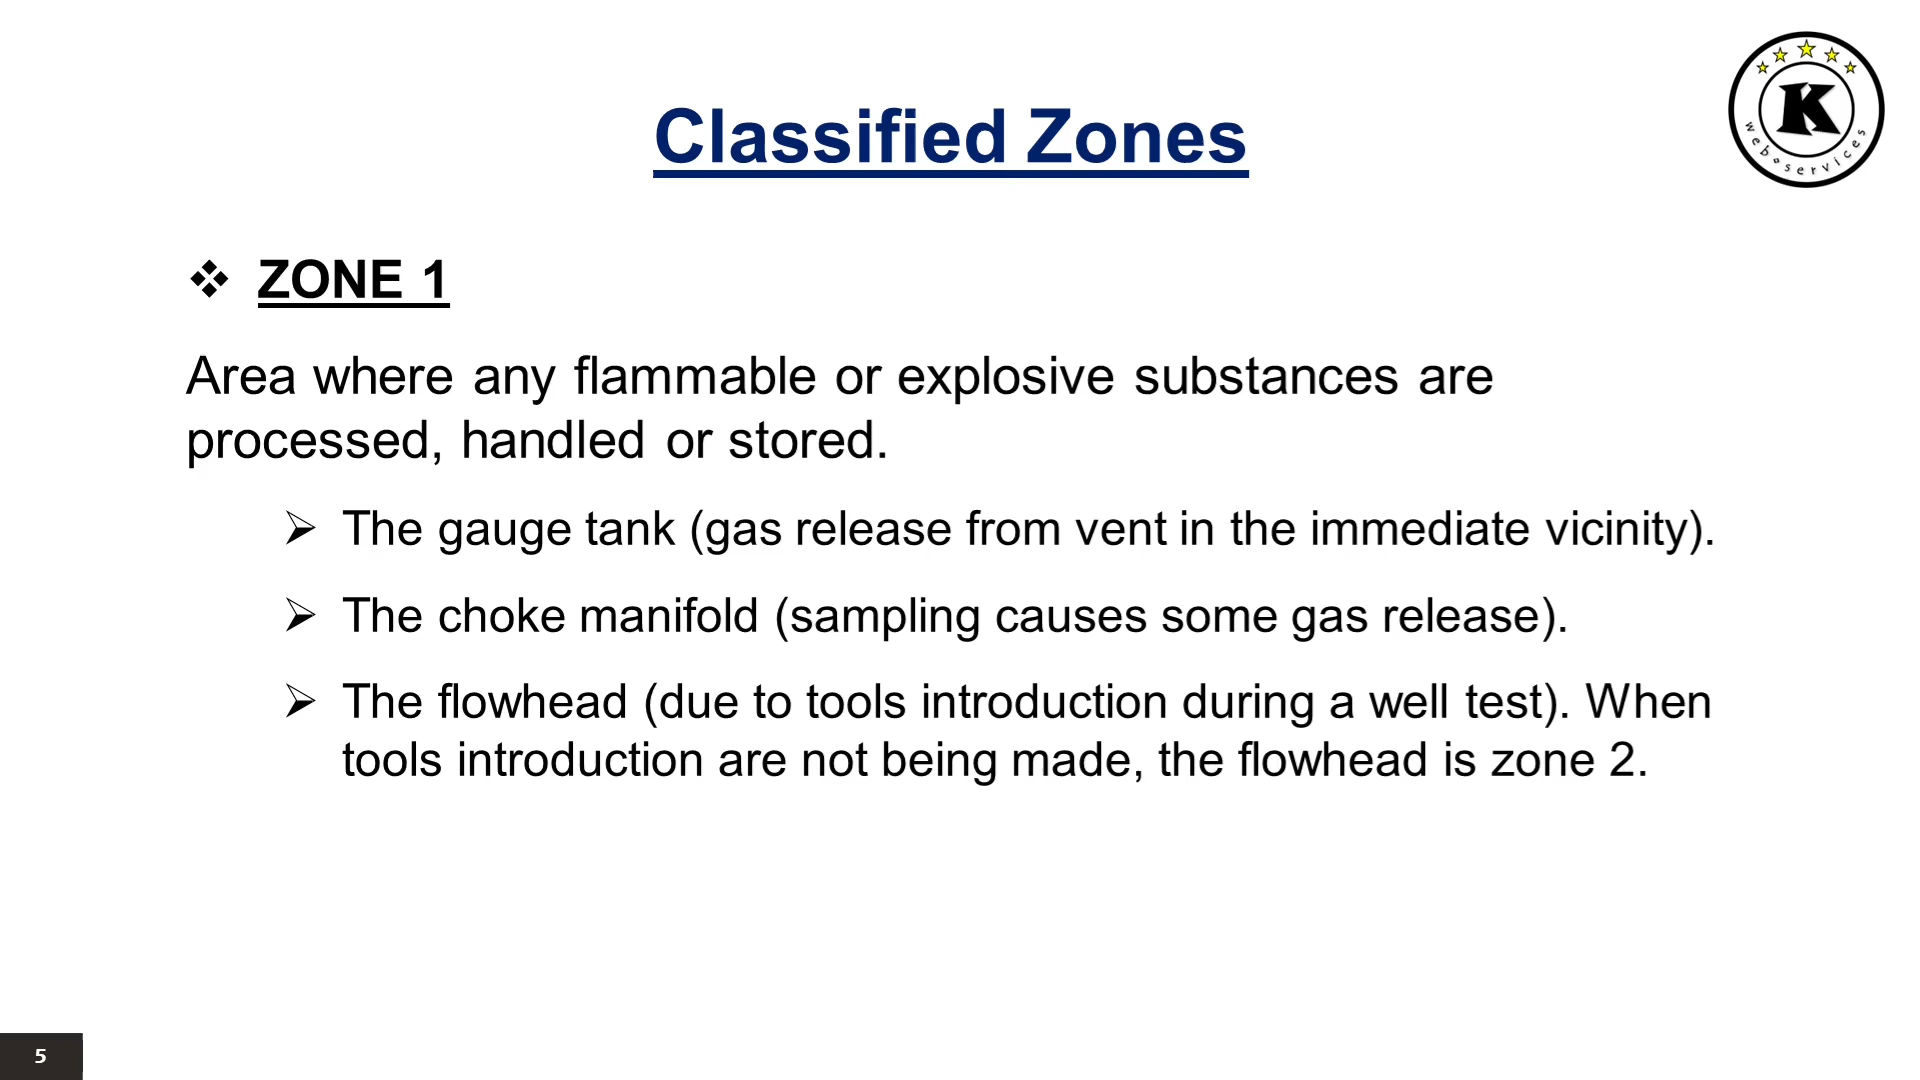 Classified Zones
K
web services
ZONE 1
Area where any flammable or explosive substances are
processed, handled or stored.
The gauge tank (gas release from vent in the immediate vicinity).
The choke manifold (sampling causes some gas release).
The flowhead (due to tools introduction during a well test). When
tools introduction are not being made, the flowhead is zone 2.
5